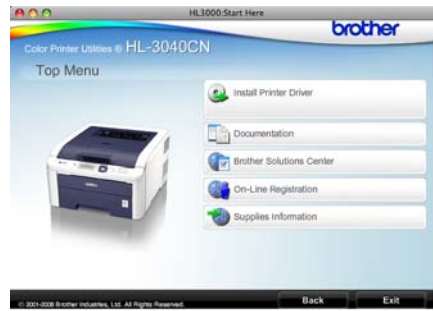 HL3000:Start Here
brother
Color Printer Utilities ® HL-3040CN
Top Menu
Install Printer Driver
Documentation
Brother Solutions Center
On-Line Registration
Supplies Information
© 2001-2008 Brother Industries, Ltd. All Rights Reserved.
Back
Exit